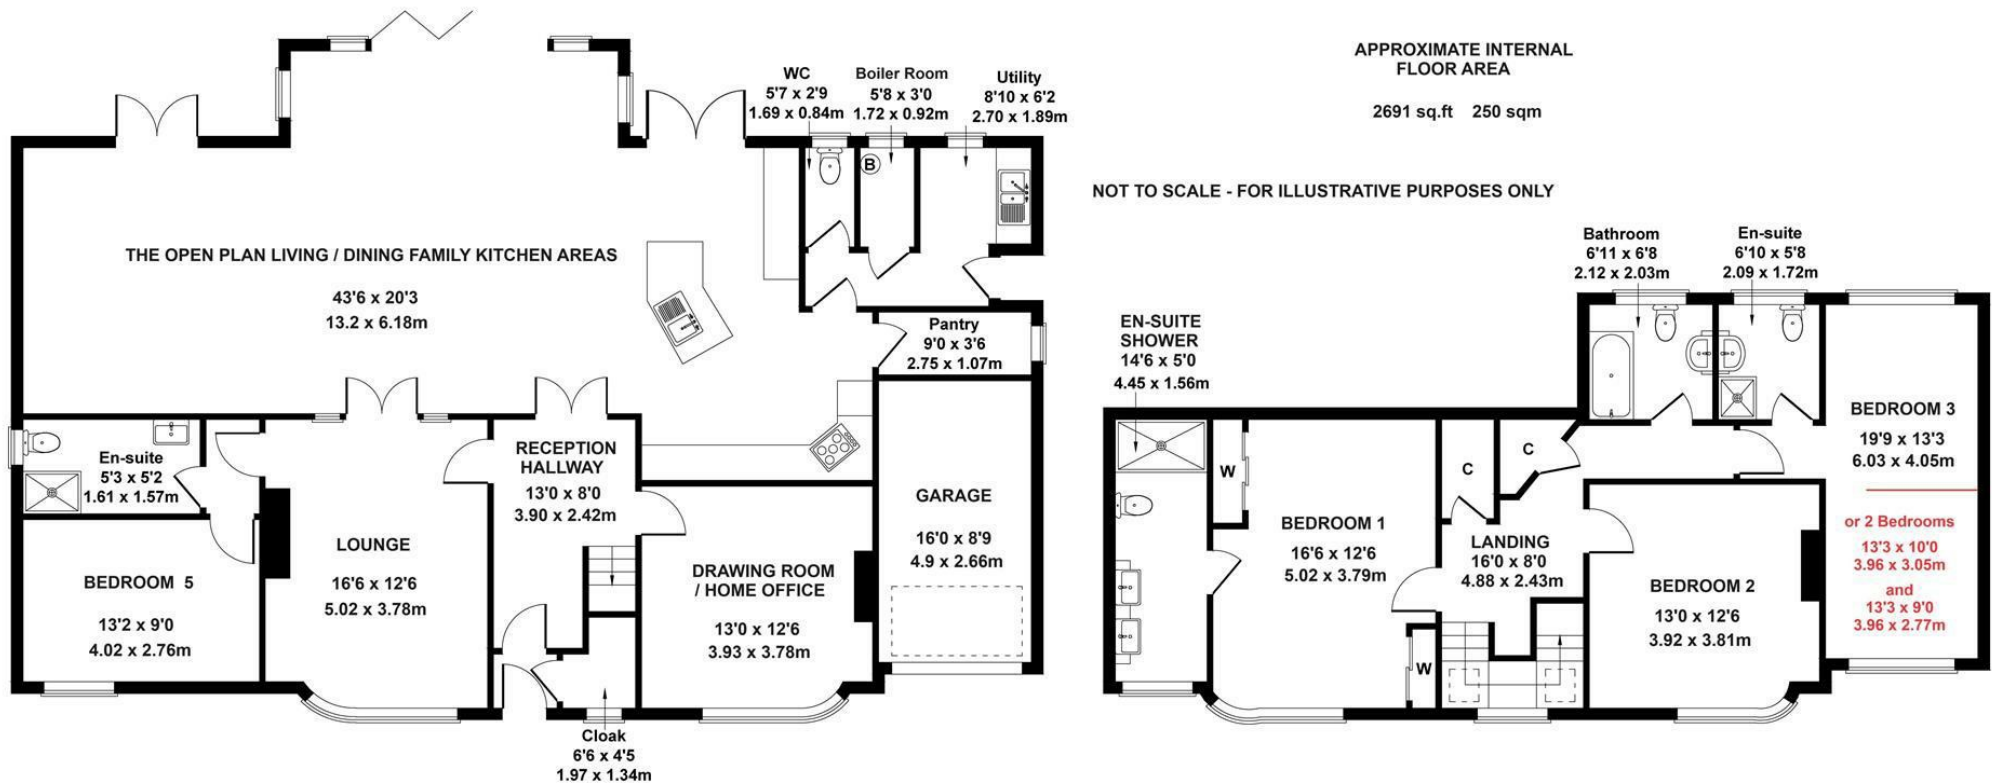 WC
5'7 x 2'9
1.69 x 0.84m
Boiler Room
5'8 x 3'0
1.72 x 0.92m
Utility
8'10 x 6'2
2.70 x 1.89m
B
THE OPEN PLAN LIVING / DINING FAMILY KITCHEN AREAS
43'6 x 20'3
13.2 x 6.18m
Pantry
9'0 x 3'6
2.75 x 1.07m
En-suite
5'3 x 5'2
1.61 x 1.57m
RECEPTION
HALLWAY
13'0 x 8'0
3.90 x 2.42m
GARAGE
16'0 x 8'9
4.9 x 2.66m
LOUNGE
16'6 x 12'6
5.02 x 3.78m
BEDROOM 5
13'2 x 9'0
4.02 x 2.76m
DRAWING ROOM
/ HOME OFFICE
13'0 x 12'6
3.93 x 3.78m
Cloak
6'6 x 4'5
1.97 x 1.34m
APPROXIMATE INTERNAL
FLOOR AREA
2691 sq.ft 250 sqm
NOT TO SCALE - FOR ILLUSTRATIVE PURPOSES ONLY
Bathroom
6'11 x 6'8
2.12 x 2.03m
En-suite
6'10 x 5'8
2.09 x 1.72m
EN-SUITE
SHOWER
14'6 x 5'0
4.45 x 1.56m
BEDROOM 3
19'9 x 13'3
6.03 x 4.05m
or 2 Bedrooms
13'3 x 10'0
3.96 x 3.05m
and
13'3 x 9'0
3.96 x 2.77m
W
C
C
BEDROOM 1
16'6 x 12'6
5.02 x 3.79m
LANDING
16'0 x 8'0
4.88 x 2.43m
BEDROOM 2
13'0 x 12'6
3.92 x 3.81m
W